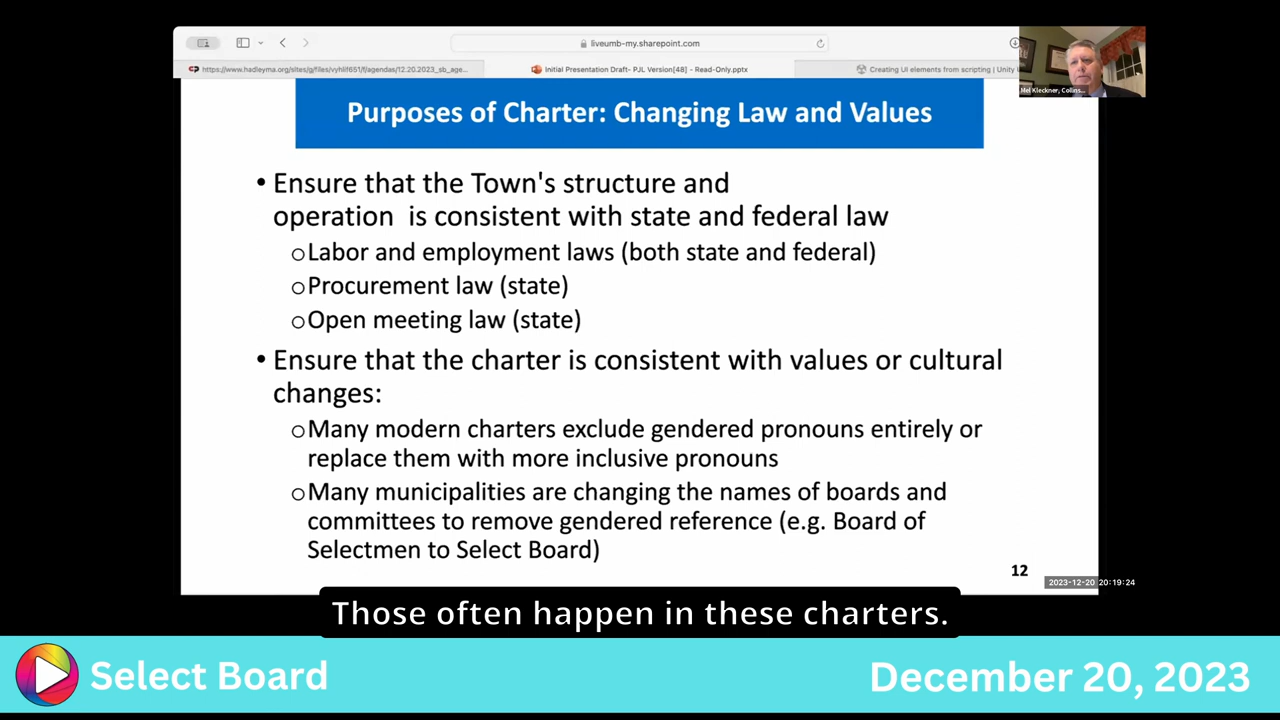 liveumb-my.sharepoint.com
https://www.hadleyma.org/sites/g/files/vyhlif651/f/agendas/12.20.2023_sb_age...
Initial Presentation Draft- PJL Version[48] - Read-Only.pptx
Creating UI elements from scripting | Unity
Mel Kleckner, Collins...
Purposes of Charter: Changing Law and Values
• Ensure that the Town's structure and
operation is consistent with state and federal law
○Labor and employment laws (both state and federal)
○Procurement law (state)
○Open meeting law (state)
• Ensure that the charter is consistent with values or cultural
changes:
○Many modern charters exclude gendered pronouns entirely or
replace them with more inclusive pronouns
○Many municipalities are changing the names of boards and
committees to remove gendered reference (e.g. Board of
Selectmen to Select Board)
12
2023-12-20 20:19:24
Those often happen in these charters.
Select Board
December 20, 2023